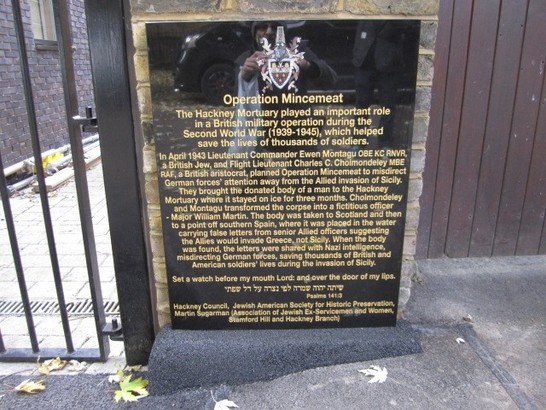 Operation Mincemeat
The Hackney Mortuary played an important role
in a British military operation during the
Second World War (1939-1945), which helped
save the lives of thousands of soldiers.
In April 1943 Lieutenant Commander Ewen Montagu OBE KC RNVR,
a British Jew, and Flight Lieutenant Charles C. Cholmondeley MBE
RAF, a British aristocrat, planned Operation Mincemeat to misdirect
German forces' attention away from the Allied invasion of Sicily.
They brought the donated body of a man to the Hackney
Mortuary where it stayed on ice for three months. Cholmondeley
and Montagu transformed the corpse into a fictitious officer
- Major William Martin. The body was taken to Scotland and then
to a point off southern Spain, where it was placed in the water
carrying false letters from senior Allied officers suggesting
the Allies would invade Greece, not Sicily. When the body
was found, the letters were shared with Nazi intelligence,
misdirecting German forces, saving thousands of British and
American soldiers' lives during the invasion of Sicily.
Set a watch before my mouth Lord: and over the door of my lips.
שיתה יהוה שמרה לפי נצרה על דל שפתי
Psalms 141:3
Hackney Council, Jewish American Society for Historic Preservation,
Martin Sugarman (Association of Jewish Ex-Servicemen and Women,
Stamford Hill and Hackney Branch)